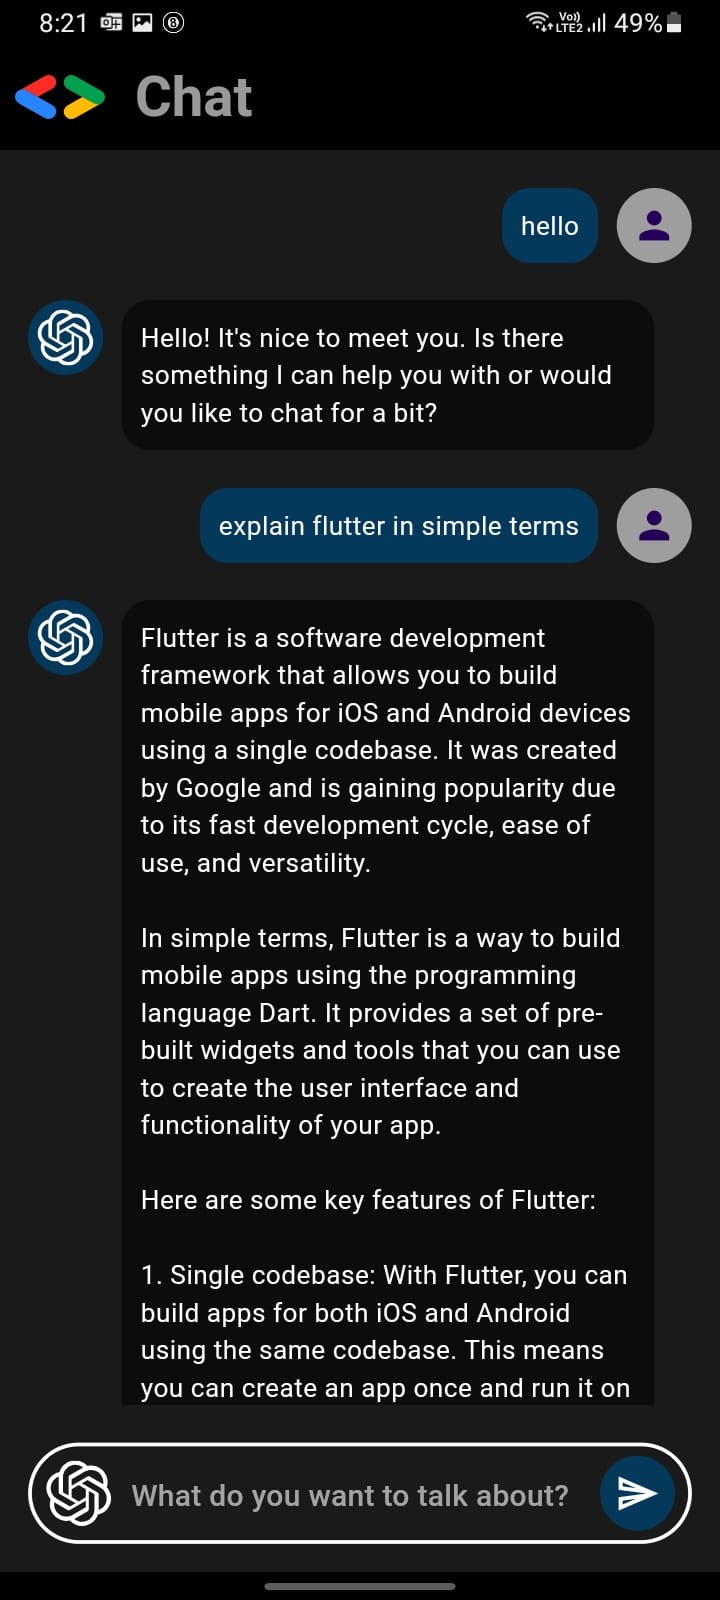 8:21
Vo))
LTE2
49%
Chat
hello
Hello! It's nice to meet you. Is there
something I can help you with or would
you like to chat for a bit?
explain flutter in simple terms
Flutter is a software development
framework that allows you to build
mobile apps for iOS and Android devices
using a single codebase. It was created
by Google and is gaining popularity due
to its fast development cycle, ease of
use, and versatility.
In simple terms, Flutter is a way to build
mobile apps using the programming
language Dart. It provides a set of pre-
built widgets and tools that you can use
to create the user interface and
functionality of your app.
Here are some key features of Flutter:
1. Single codebase: With Flutter, you can
build apps for both iOS and Android
using the same codebase. This means
you can create an app once and run it on
What do you want to talk about?